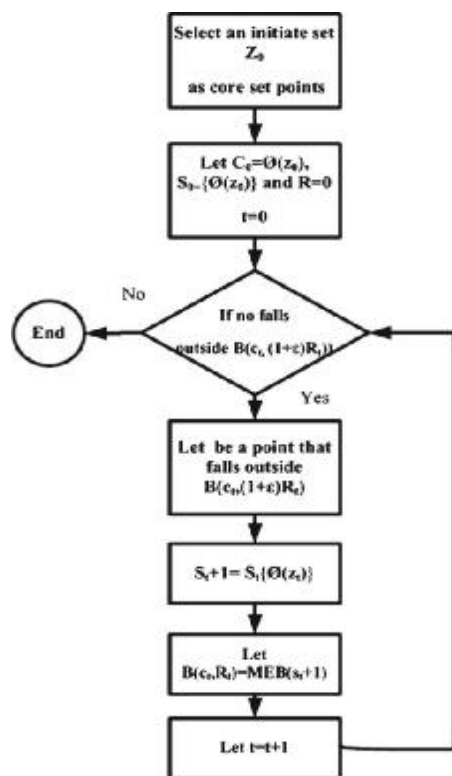 Select an initiate set
Z₀
as core set points
Let C₀=Ø(z₀),
S₀₌{Ø(z₀)} and R=0
t=0
No
End
If no falls
outside B(cₜ, (1+ε)Rₜ))
Yes
Let be a point that
falls outside
B(cₜ,(1+ε)Rₜ)
Sₜ+1= Sₜ{Ø(zₜ)}
Let
B(cₜ,Rₜ)=MEB(sₜ+1)
Let t=t+1